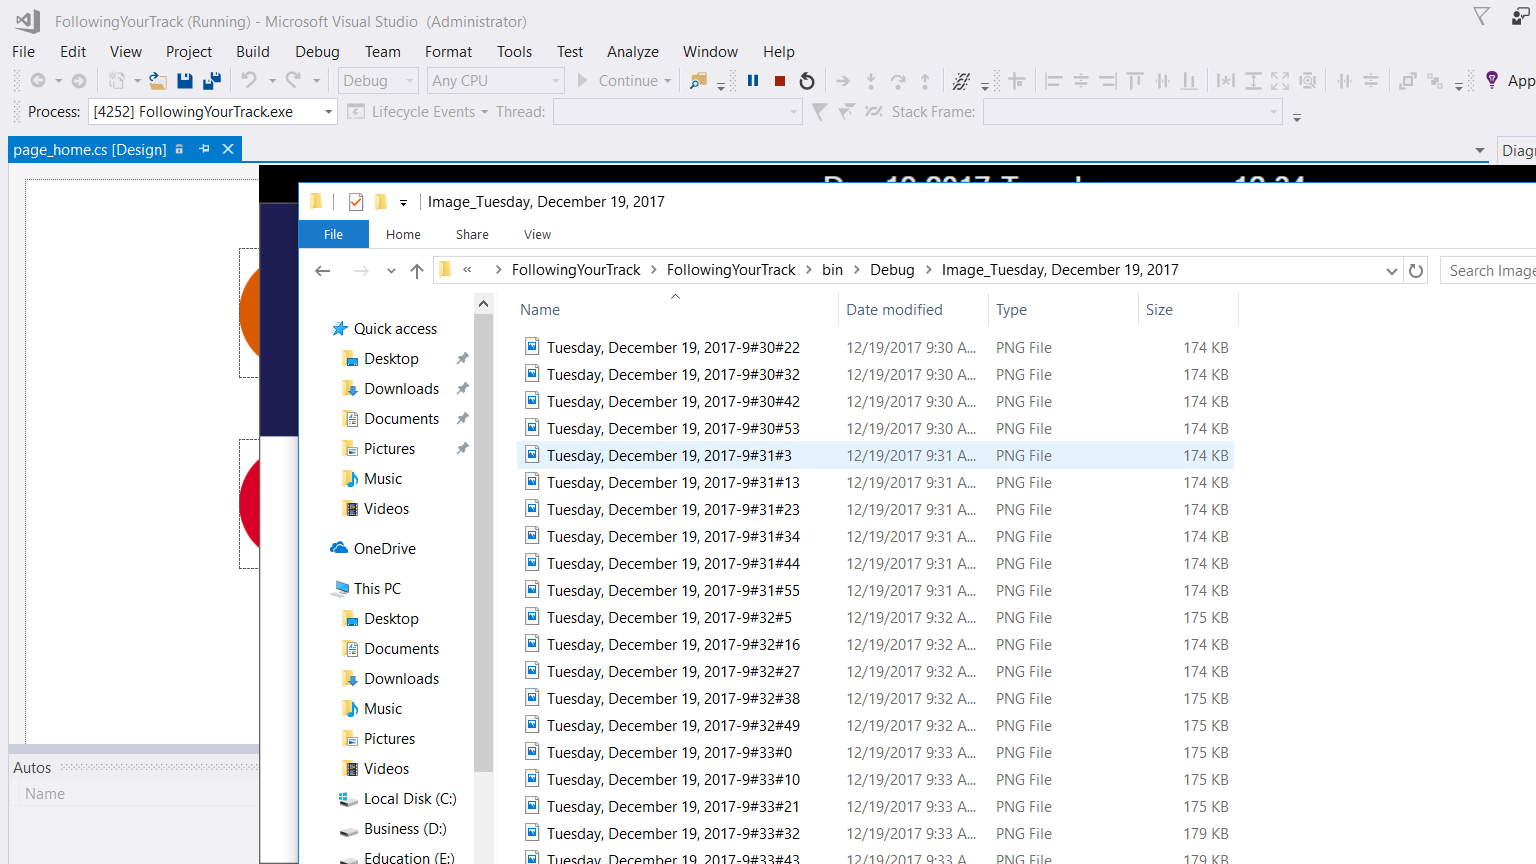 FollowingYourTrack (Running) - Microsoft Visual Studio (Administrator)
File Edit View Project Build Debug Team Format Tools Test Analyze Window Help
Debug Any CPU Continue App
Process: [4252] FollowingYourTrack.exe Lifecycle Events Thread: Stack Frame:
page_home.cs [Design]
Image_Tuesday, December 19, 2017
File Home Share View
« FollowingYourTrack FollowingYourTrack bin Debug Image_Tuesday, December 19, 2017
Name Date modified Type Size
Quick access
Desktop
Downloads
Documents
Pictures
Music
Videos
OneDrive
This PC
Desktop
Documents
Downloads
Music
Pictures
Videos
Local Disk (C:)
Business (D:)
Education (E:)
Tuesday, December 19, 2017-9#30#22 12/19/2017 9:30 A... PNG File 174 KB
Tuesday, December 19, 2017-9#30#32 12/19/2017 9:30 A... PNG File 174 KB
Tuesday, December 19, 2017-9#30#42 12/19/2017 9:30 A... PNG File 174 KB
Tuesday, December 19, 2017-9#30#53 12/19/2017 9:30 A... PNG File 174 KB
Tuesday, December 19, 2017-9#31#3 12/19/2017 9:31 A... PNG File 174 KB
Tuesday, December 19, 2017-9#31#13 12/19/2017 9:31 A... PNG File 174 KB
Tuesday, December 19, 2017-9#31#23 12/19/2017 9:31 A... PNG File 174 KB
Tuesday, December 19, 2017-9#31#34 12/19/2017 9:31 A... PNG File 174 KB
Tuesday, December 19, 2017-9#31#44 12/19/2017 9:31 A... PNG File 174 KB
Tuesday, December 19, 2017-9#31#55 12/19/2017 9:31 A... PNG File 174 KB
Tuesday, December 19, 2017-9#32#5 12/19/2017 9:32 A... PNG File 175 KB
Tuesday, December 19, 2017-9#32#16 12/19/2017 9:32 A... PNG File 174 KB
Tuesday, December 19, 2017-9#32#27 12/19/2017 9:32 A... PNG File 174 KB
Tuesday, December 19, 2017-9#32#38 12/19/2017 9:32 A... PNG File 175 KB
Tuesday, December 19, 2017-9#32#49 12/19/2017 9:32 A... PNG File 175 KB
Tuesday, December 19, 2017-9#33#0 12/19/2017 9:33 A... PNG File 175 KB
Tuesday, December 19, 2017-9#33#10 12/19/2017 9:33 A... PNG File 175 KB
Tuesday, December 19, 2017-9#33#21 12/19/2017 9:33 A... PNG File 175 KB
Tuesday, December 19, 2017-9#33#32 12/19/2017 9:33 A... PNG File 179 KB
Tuesday, December 19, 2017-9#33#43 12/19/2017 9:33 A... PNG File 179 KB
Autos
Name